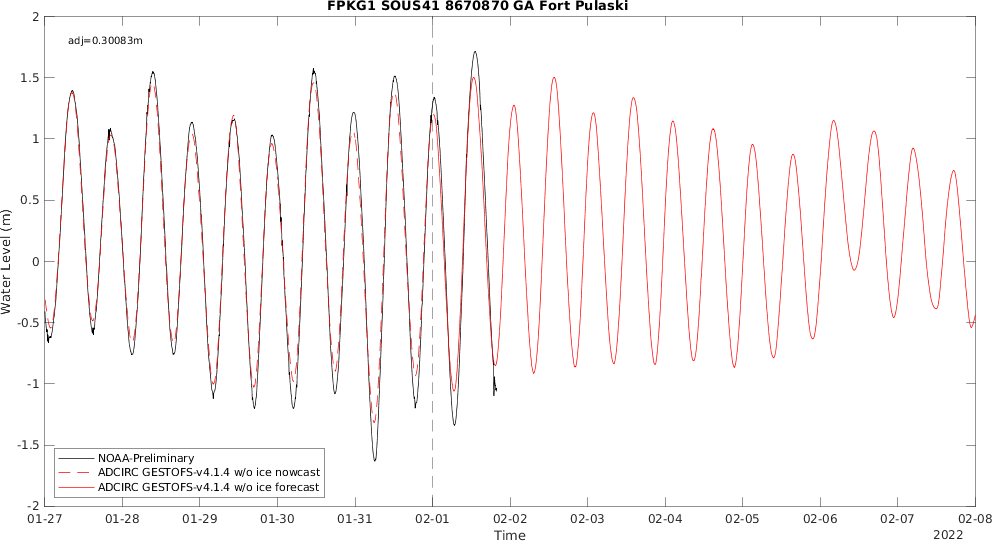 FPKG1 SOUS41 8670870 GA Fort Pulaski
adj=0.30083m
2
1.5
1
0.5
0
-0.5
-1
-1.5
-2
Water Level (m)
NOAA-Preliminary
ADCIRC GESTOFS-v4.1.4 w/o ice nowcast
ADCIRC GESTOFS-v4.1.4 w/o ice forecast
01-27 01-28 01-29 01-30 01-31 02-01 02-02 02-03 02-04 02-05 02-06 02-07 02-08
Time
2022